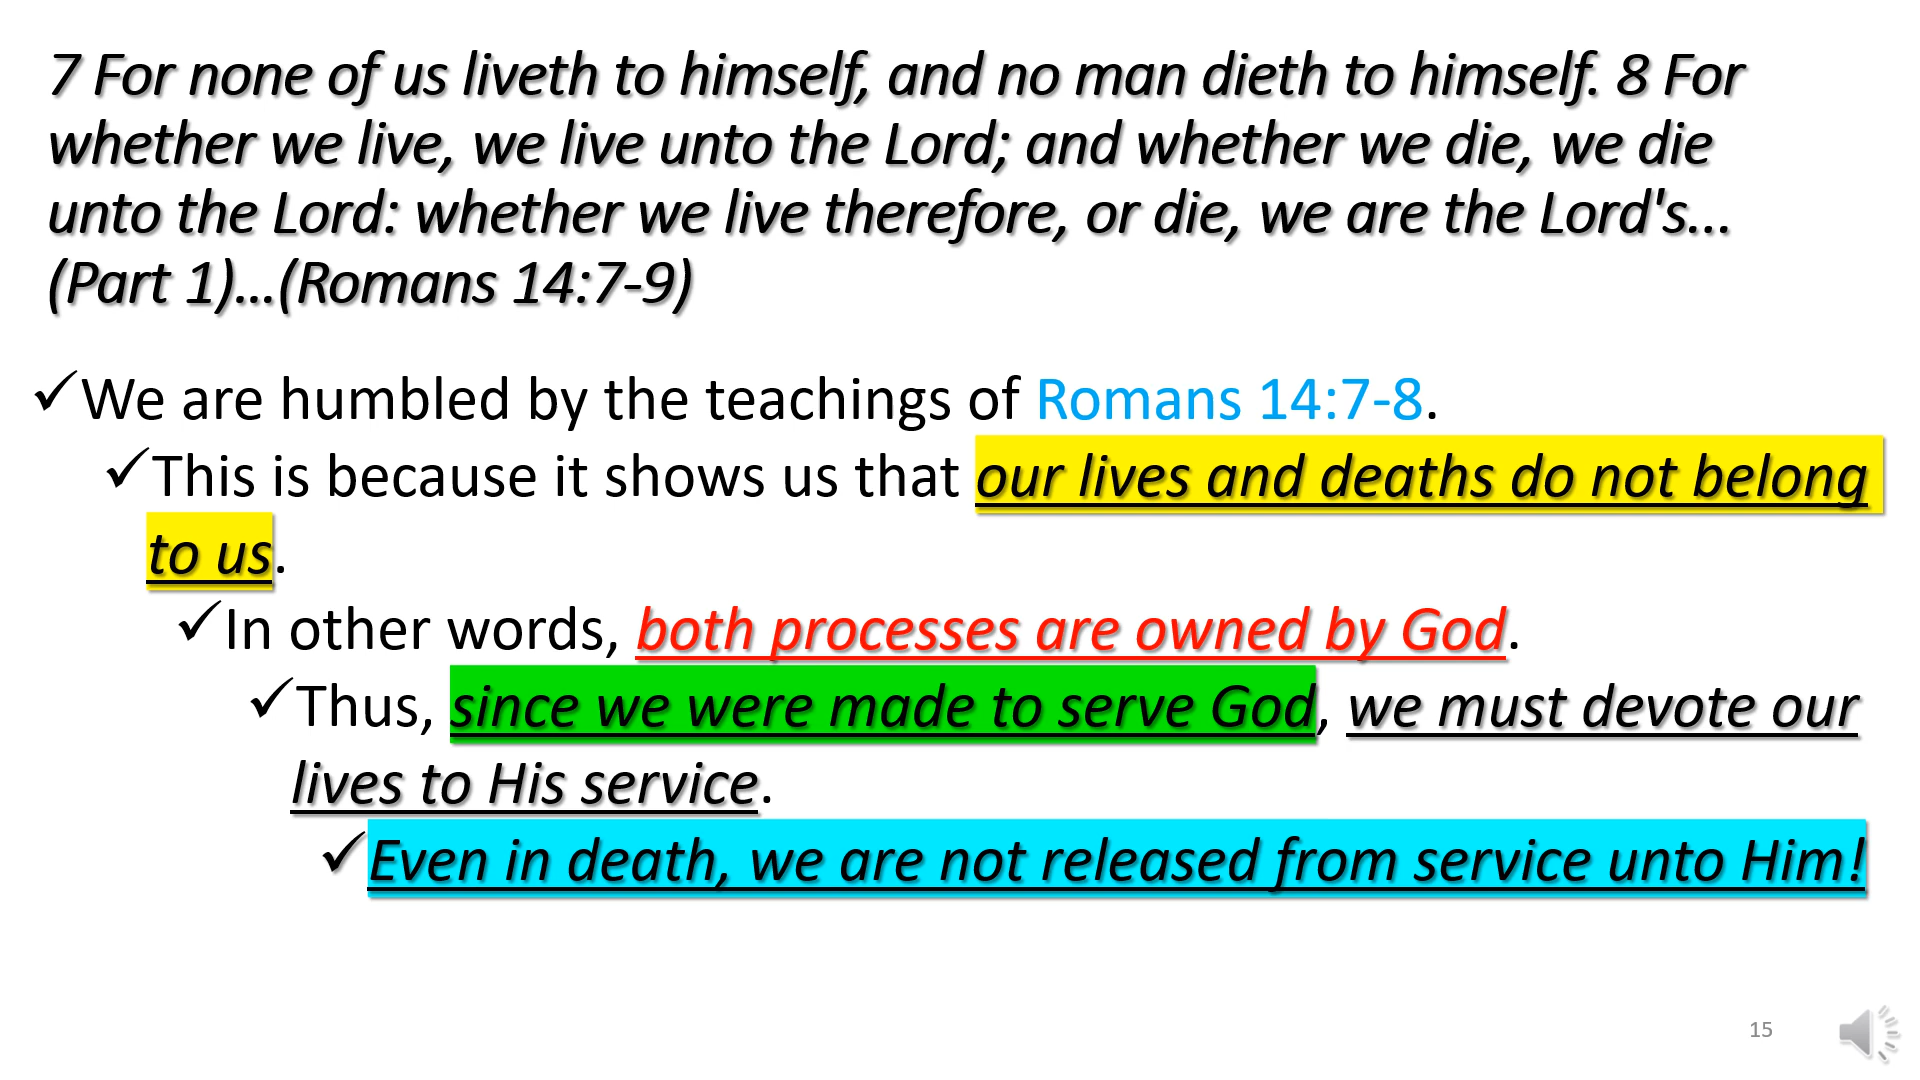 7 For none of us liveth to himself, and no man dieth to himself. 8 For
whether we live, we live unto the Lord; and whether we die, we die
unto the Lord: whether we live therefore, or die, we are the Lord's...
(Part 1)...(Romans 14:7-9)
✓We are humbled by the teachings of Romans 14:7-8.
✓This is because it shows us that our lives and deaths do not belong
to us.
✓In other words, both processes are owned by God.
✓Thus, since we were made to serve God, we must devote our
lives to His service.
✓Even in death, we are not released from service unto Him!
15